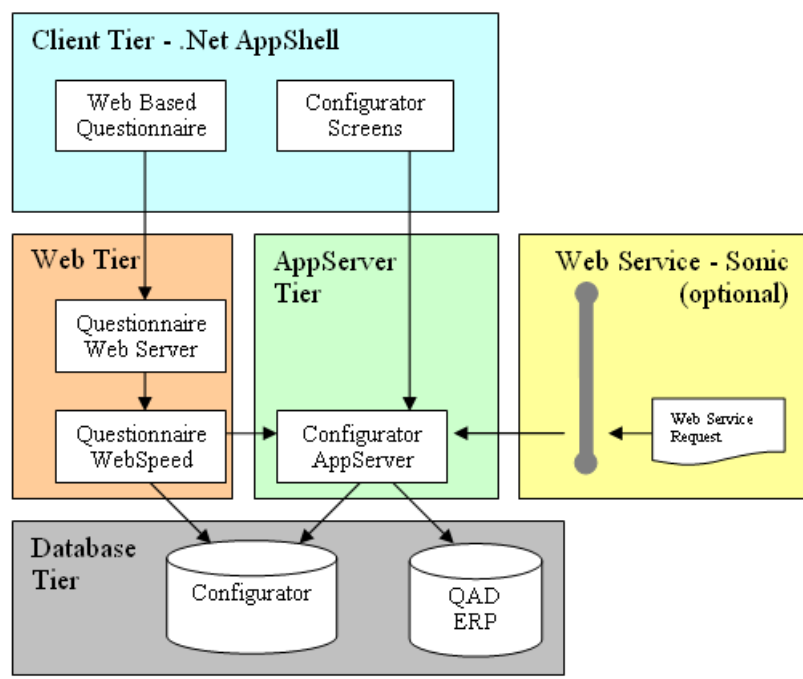 Client Tier - .Net AppShell
Web Based
Questionnaire
Configurator
Screens
Web Tier
Questionnaire
Web Server
Questionnaire
WebSpeed
AppServer
Tier
Configurator
AppServer
Web Service - Sonic
(optional)
Web Service
Request
Database
Tier
Configurator
QAD
ERP